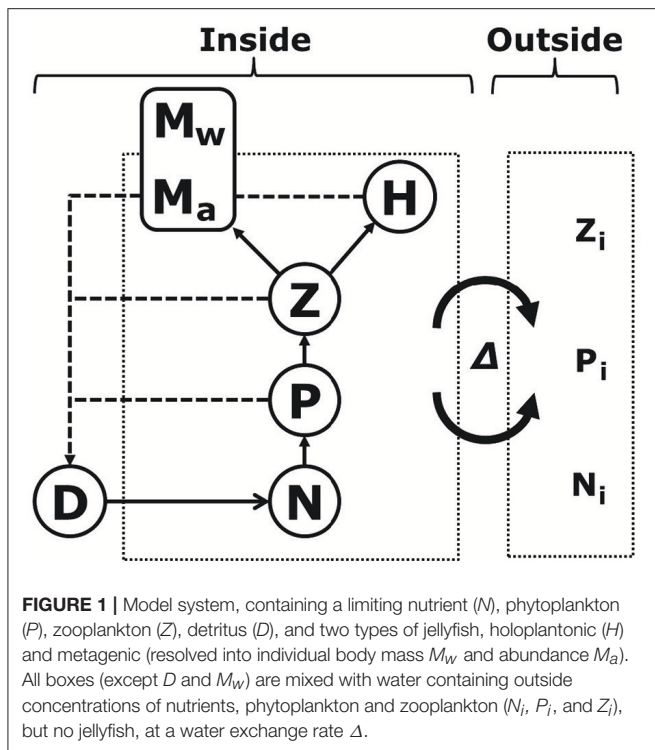 Inside Outside
M_w
M_a
H
Z_i
Z
Δ
P_i
P
D
N
N_i
FIGURE 1 | Model system, containing a limiting nutrient (N), phytoplankton
(P), zooplankton (Z), detritus (D), and two types of jellyfish, holoplantonic (H)
and metagenic (resolved into individual body mass M_w and abundance M_a).
All boxes (except D and M_w) are mixed with water containing outside
concentrations of nutrients, phytoplankton and zooplankton (N_i, P_i, and Z_i),
but no jellyfish, at a water exchange rate Δ.